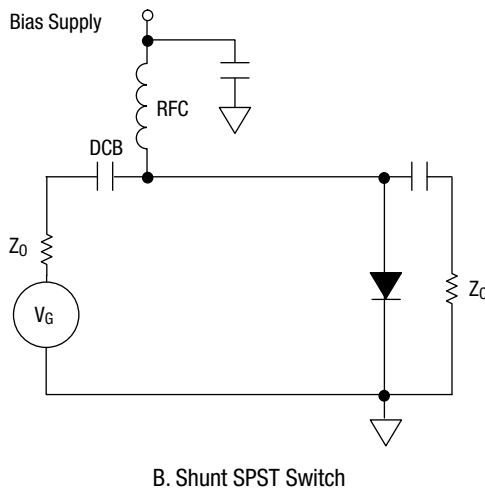 Bias Supply
RFC
DCB
Z0
VG
Z0
B. Shunt SPST Switch